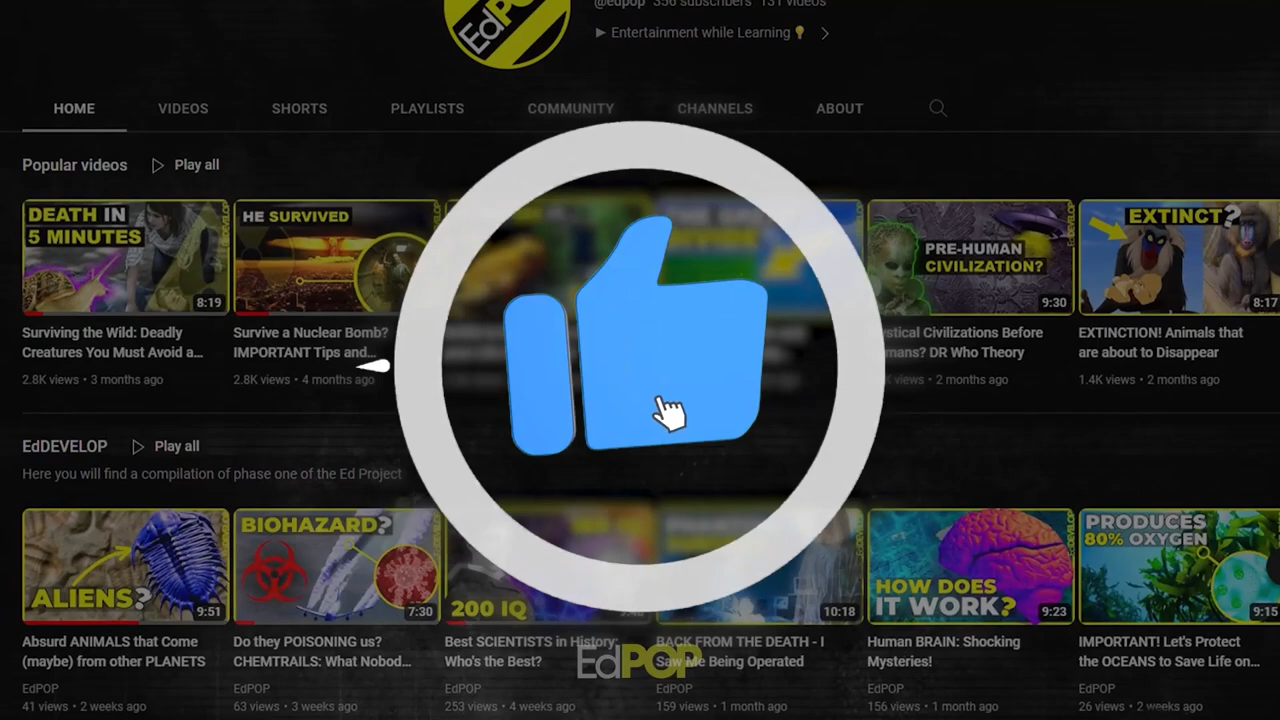 EdPOP
@edpop 356 subscribers 131 videos
▶ Entertainment while Learning
HOME VIDEOS SHORTS PLAYLISTS COMMUNITY CHANNELS ABOUT
Popular videos Play all
DEATH IN
5 MINUTES
8:19
HE SURVIVED
PRE-HUMAN
CIVILIZATION?
9:30
EXTINCT?
8:17
Surviving the Wild: Deadly
Creatures You Must Avoid a...
2.8K views • 3 months ago
Survive a Nuclear Bomb?
IMPORTANT Tips and...
2.8K views • 4 months ago
Civilizations Before
DR Who Theory
views • 2 months ago
EXTINCTION! Animals that
are about to Disappear
1.4K views • 2 months ago
EdDEVELOP Play all
Here you will find a compilation of phase one of the Ed Project
ALIENS?
9:51
BIOHAZARD?
7:30
200 IQ
10:18
HOW DOES
IT WORK?
9:23
PRODUCES
80% OXYGEN
9:15
Absurd ANIMALS that Come
(maybe) from other PLANETS
EdPOP
41 views • 2 weeks ago
Do they POISONING us?
CHEMTRAILS: What Nobod...
EdPOP
63 views • 3 weeks ago
Best SCIENTISTS in History:
Who's the Best?
EdPOP
253 views • 4 weeks ago
BACK FROM THE DEATH - I
Saw Me Being Operated
EdPOP
159 views • 1 month ago
Human BRAIN: Shocking
Mysteries!
EdPOP
156 views • 1 month ago
IMPORTANT! Let's Protect
the OCEANS to Save Life on...
EdPOP
26 views • 2 weeks ago
EdPOP